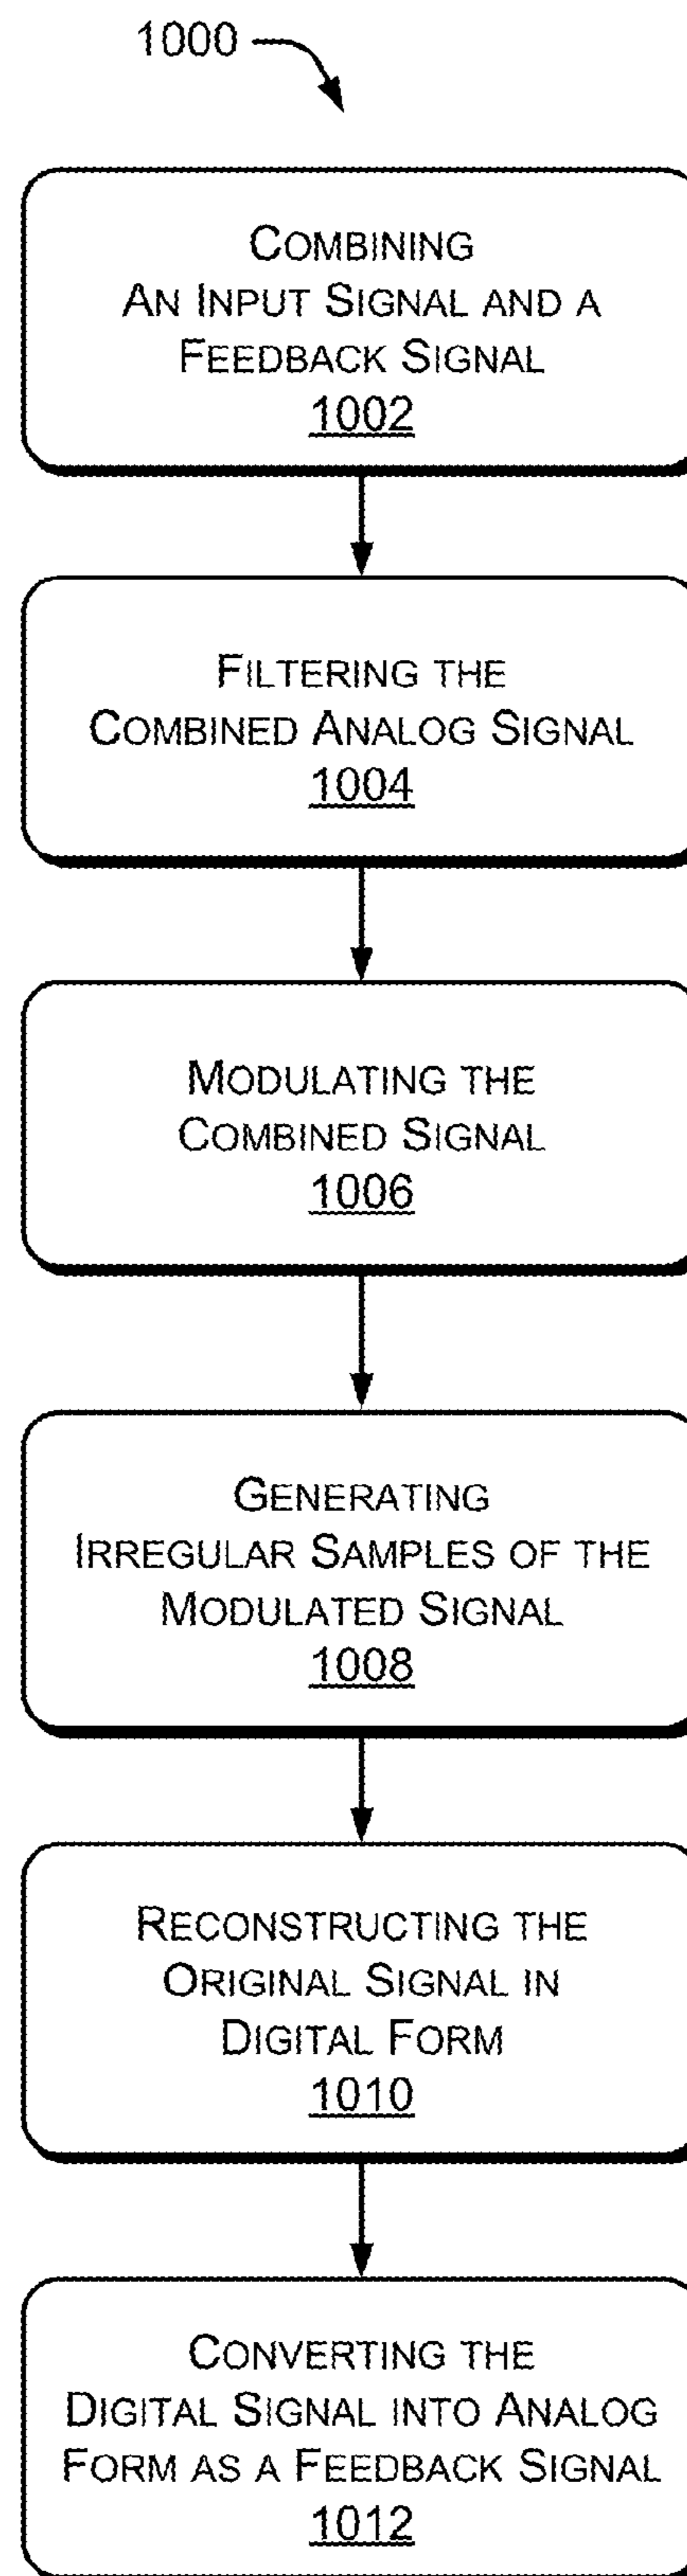 1000
COMBINING
AN INPUT SIGNAL AND A
FEEDBACK SIGNAL
1002
FILTERING THE
COMBINED ANALOG SIGNAL
1004
MODULATING THE
COMBINED SIGNAL
1006
GENERATING
IRREGULAR SAMPLES OF THE
MODULATED SIGNAL
1008
RECONSTRUCTING THE
ORIGINAL SIGNAL IN
DIGITAL FORM
1010
CONVERTING THE
DIGITAL SIGNAL INTO ANALOG
FORM AS A FEEDBACK SIGNAL
1012